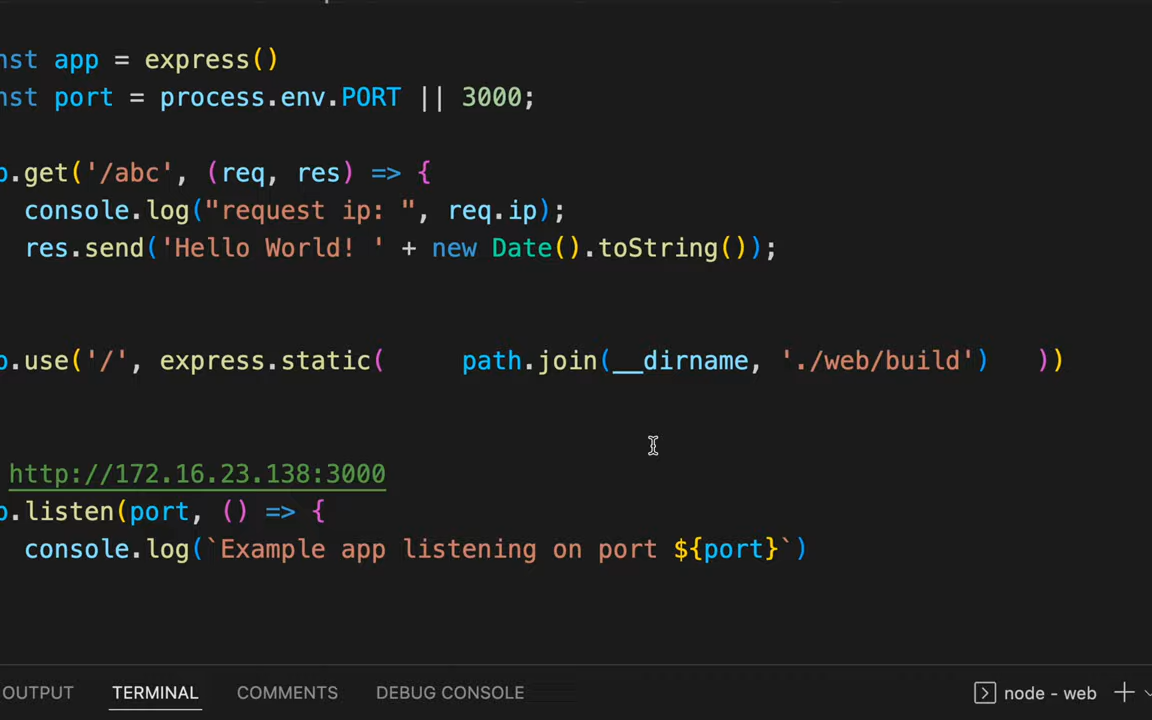 nst app = express()
nst port = process.env.PORT || 3000;
p.get('/abc', (req, res) => {
console.log("request ip: ", req.ip);
res.send('Hello World! ' + new Date().toString());
p.use('/', express.static( path.join(__dirname, './web/build') ))
http://172.16.23.138:3000
p.listen(port, () => {
console.log(`Example app listening on port ${port}`)
OUTPUT TERMINAL COMMENTS DEBUG CONSOLE node - web